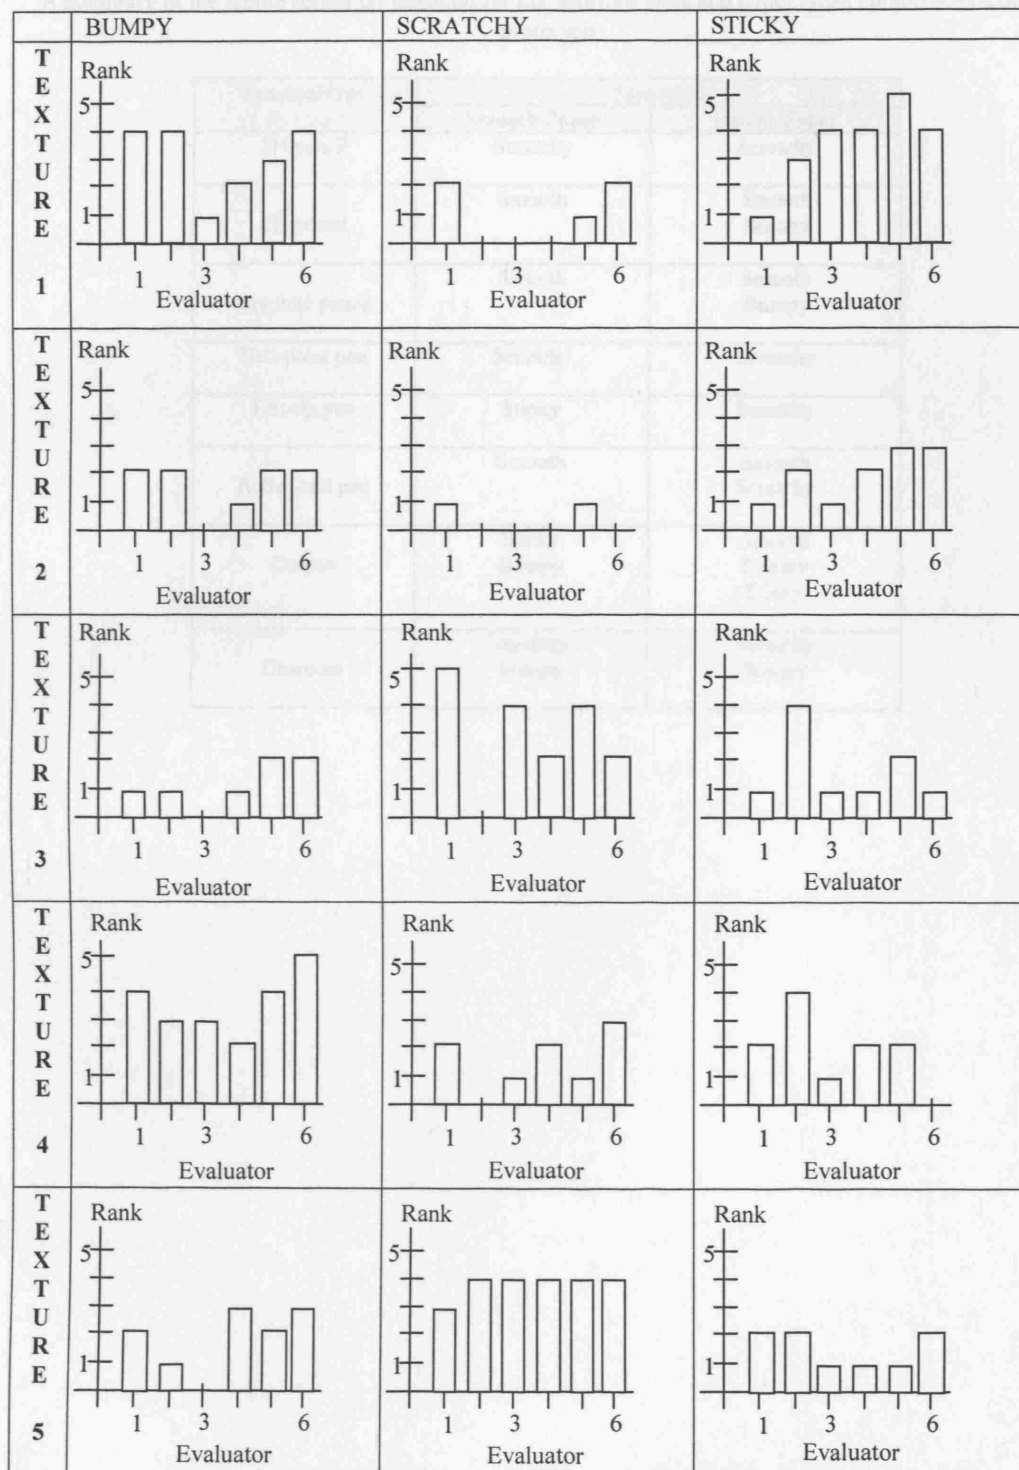 BUMPY SCRATCHY STICKY
TEXTURE 1
Rank Rank Rank
5 5 5
1 1 1
1 3 6 1 3 6 1 3 6
Evaluator Evaluator Evaluator
TEXTURE 2
Rank Rank Rank
5 5 5
1 1 1
1 3 6 1 3 6 1 3 6
Evaluator Evaluator Evaluator
TEXTURE 3
Rank Rank Rank
5 5 5
1 1 1
1 3 6 1 3 6 1 3 6
Evaluator Evaluator Evaluator
TEXTURE 4
Rank Rank Rank
5 5 5
1 1 1
1 3 6 1 3 6 1 3 6
Evaluator Evaluator Evaluator
TEXTURE 5
Rank Rank Rank
5 5 5
1 1 1
1 3 6 1 3 6 1 3 6
Evaluator Evaluator Evaluator